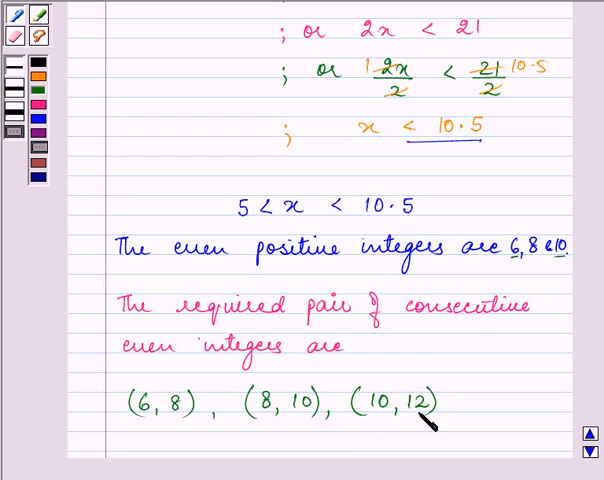 ; or 2x < 21
; or 1 2x/2 < 21/2 10.5
; x < 10.5
5 < x < 10.5
The even positive integers are 6, 8 & 10.
The required pair of consecutive
even integers are
(6, 8) , (8, 10), (10, 12)